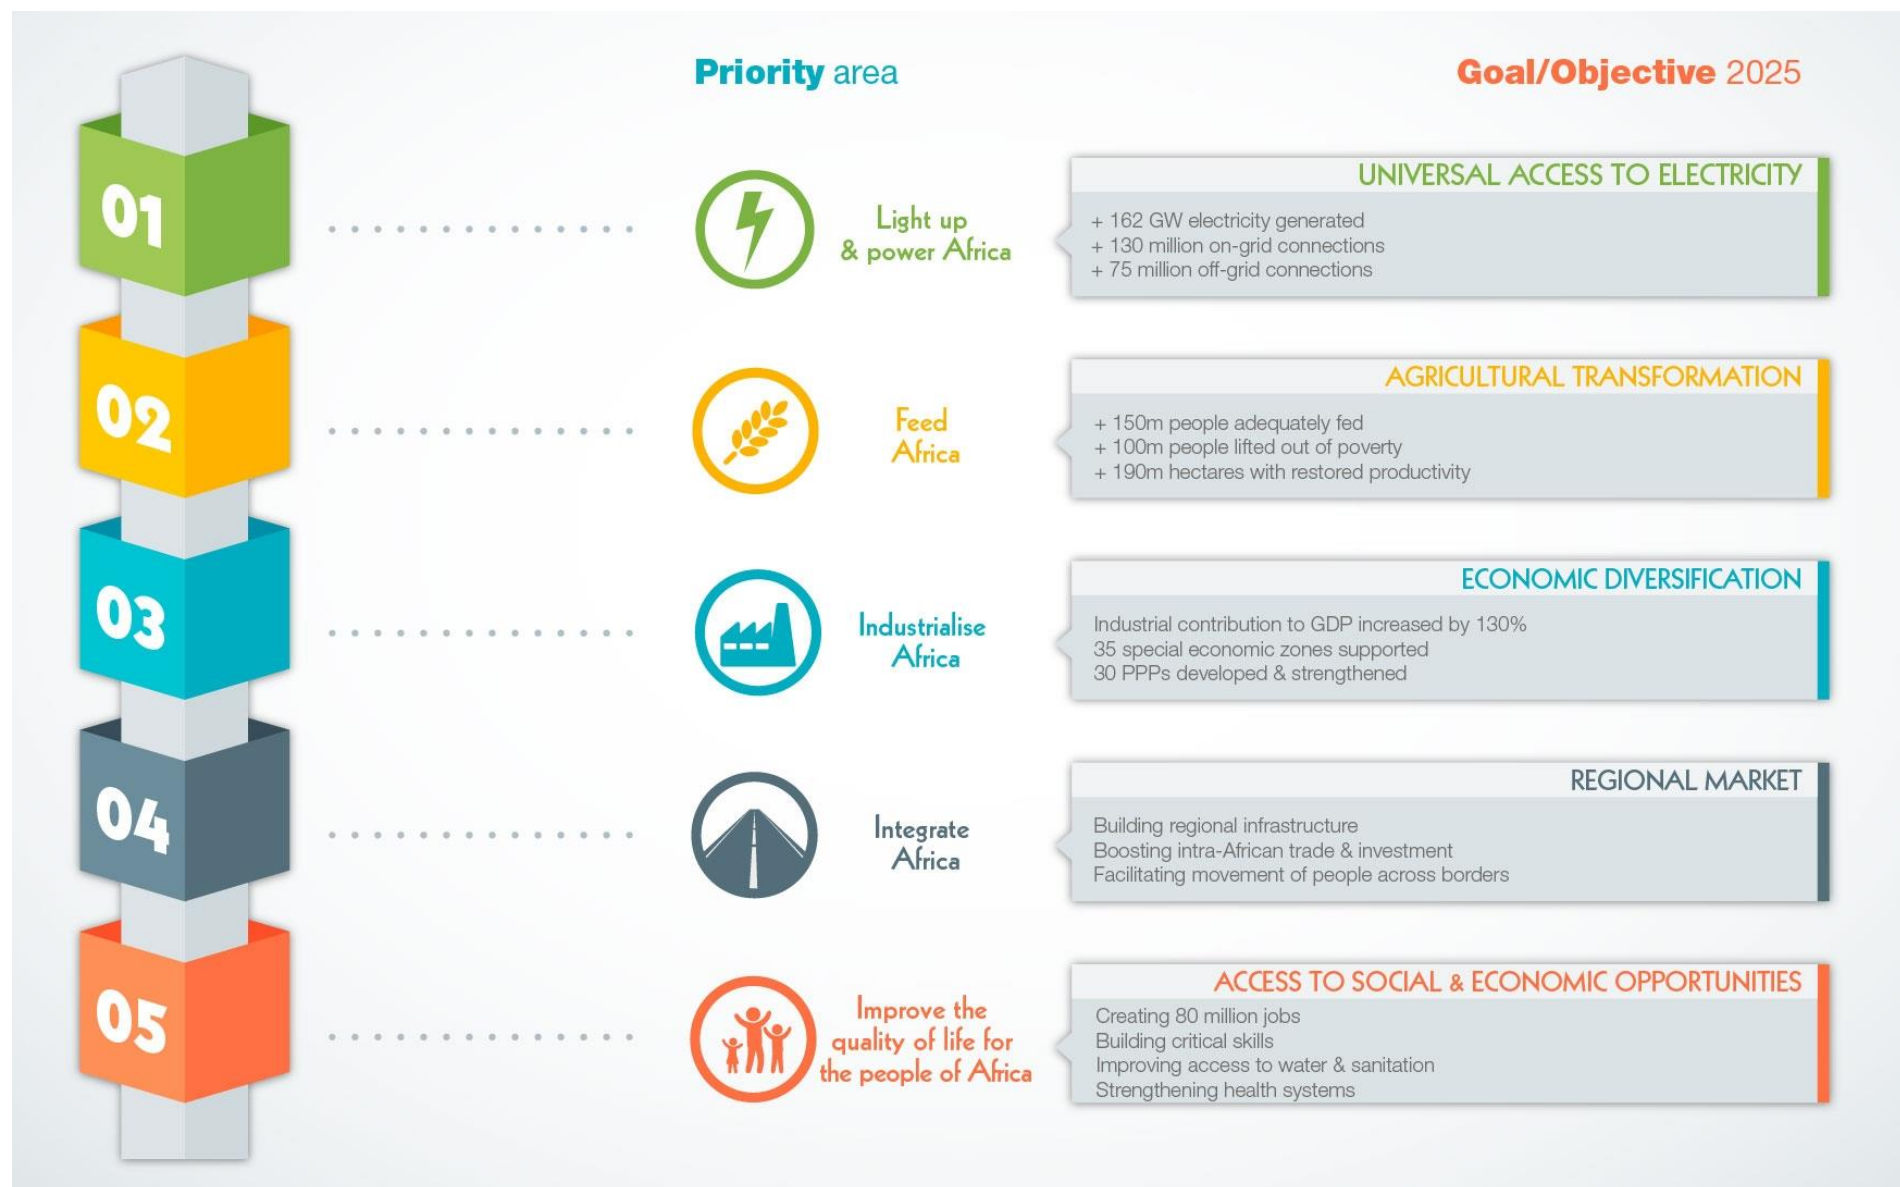 Priority area
Goal/Objective 2025
01
Light up
& power Africa
UNIVERSAL ACCESS TO ELECTRICITY
+ 162 GW electricity generated
+ 130 million on-grid connections
+ 75 million off-grid connections
02
Feed
Africa
AGRICULTURAL TRANSFORMATION
+ 150m people adequately fed
+ 100m people lifted out of poverty
+ 190m hectares with restored productivity
03
Industrialise
Africa
ECONOMIC DIVERSIFICATION
Industrial contribution to GDP increased by 130%
35 special economic zones supported
30 PPPs developed & strengthened
04
Integrate
Africa
REGIONAL MARKET
Building regional infrastructure
Boosting intra-African trade & investment
Facilitating movement of people across borders
05
Improve the
quality of life for
the people of Africa
ACCESS TO SOCIAL & ECONOMIC OPPORTUNITIES
Creating 80 million jobs
Building critical skills
Improving access to water & sanitation
Strengthening health systems